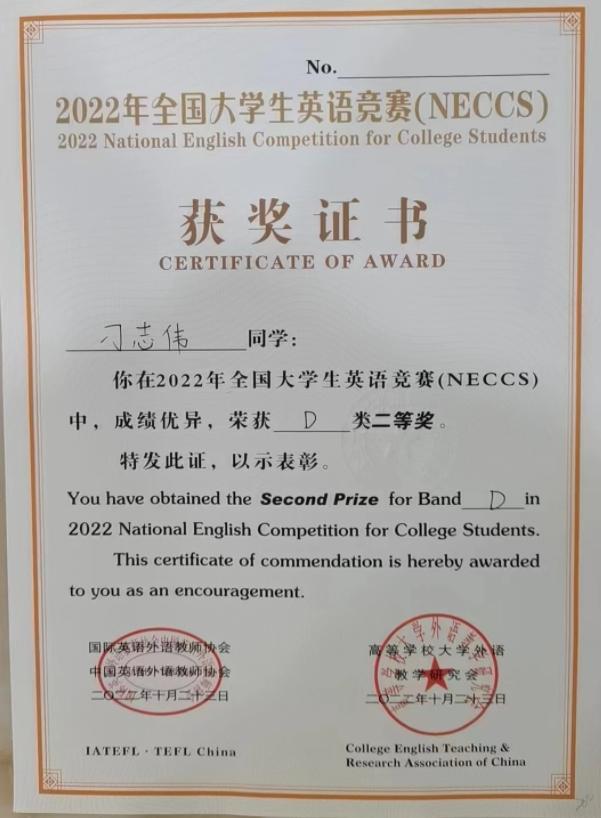 No.
2022年全国大学生英语竞赛(NECCS)
2022 National English Competition for College Students
获奖证书
CERTIFICATE OF AWARD
刁志伟 同学:
你在2022年全国大学生英语竞赛(NECCS)
中，成绩优异，荣获 D 类二等奖。
特发此证，以示表彰。
You have obtained the Second Prize for Band D in
2022 National English Competition for College Students.
This certificate of commendation is hereby awarded
to you as an encouragement.
国际英语外语教师协会
中国英语外语教师协会
二〇二二年十月二十三日
IATEFL · TEFL China
高等学校大学外语
教学研究会
二〇二二年十月二十三日
College English Teaching &
Research Association of China